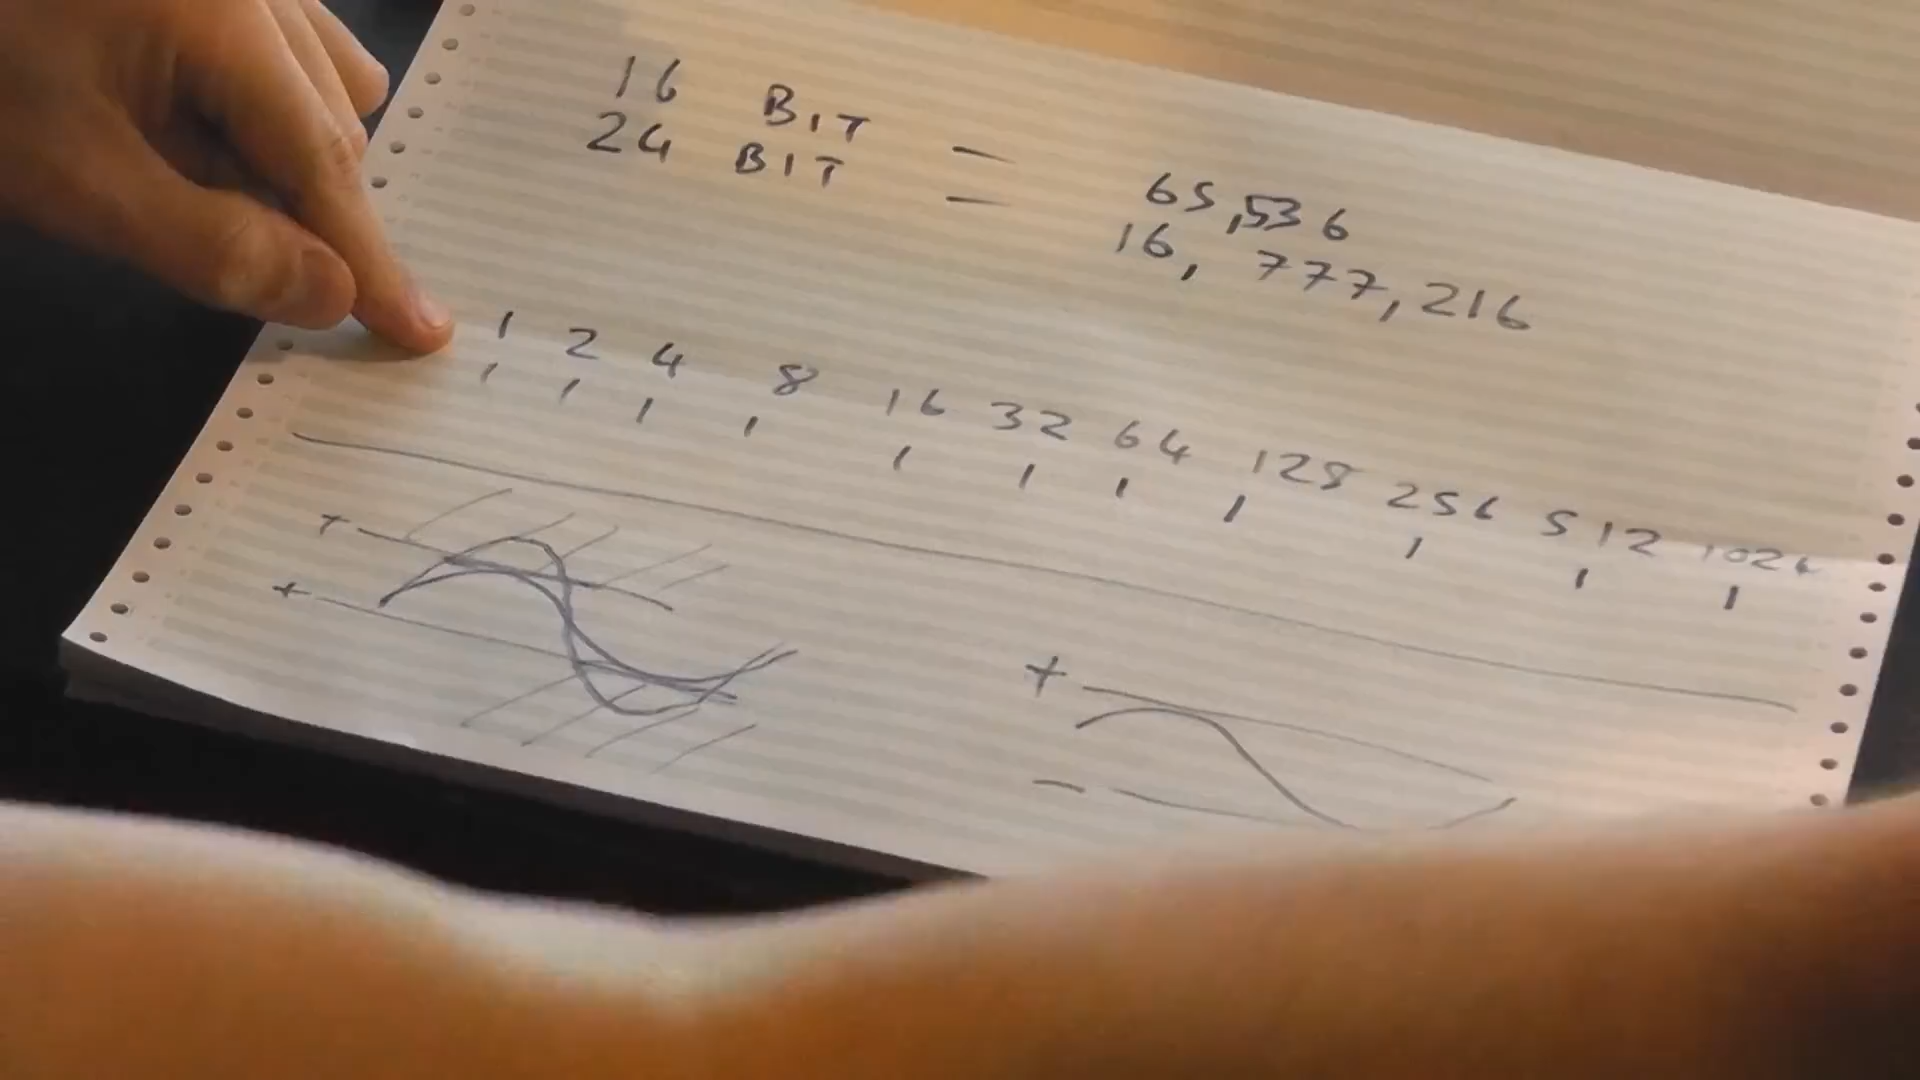 16 BIT = 65,536
24 BIT = 16,777,216
1 2 4 8 16 32 64 128 256 512 1024
1 1 1 1 1 1 1 1 1 1 1
+
+
+
-